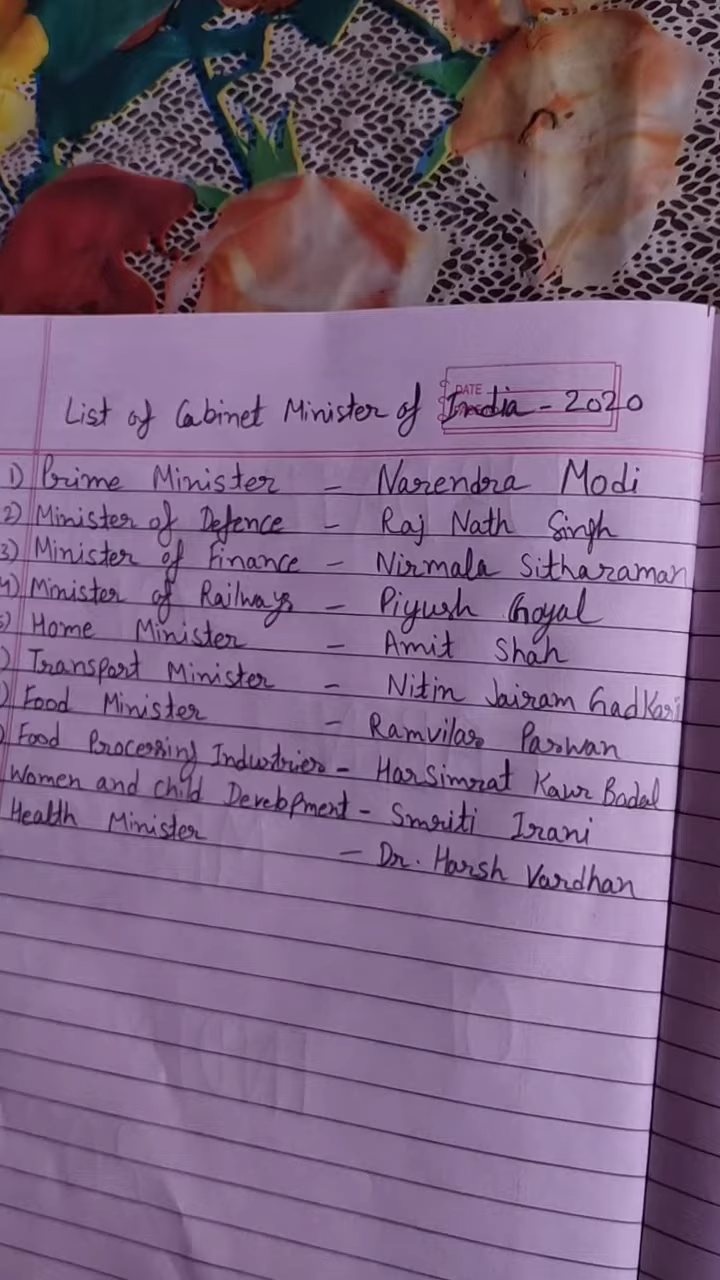 List of Cabinet Minister of India - 2020
DATE
1) Prime Minister - Narendra Modi
2) Minister of Defence - Raj Nath Singh
3) Minister of Finance - Nirmala Sitharaman
4) Minister of Railways - Piyush Goyal
5) Home Minister - Amit Shah
) Transport Minister - Nitin Jairam Gadkari
) Food Minister - Ramvilas Paswan
) Food Processing Industries - Harsimrat Kaur Badal
Women and child Development - Smriti Irani
Health Minister - Dr. Harsh Vardhan